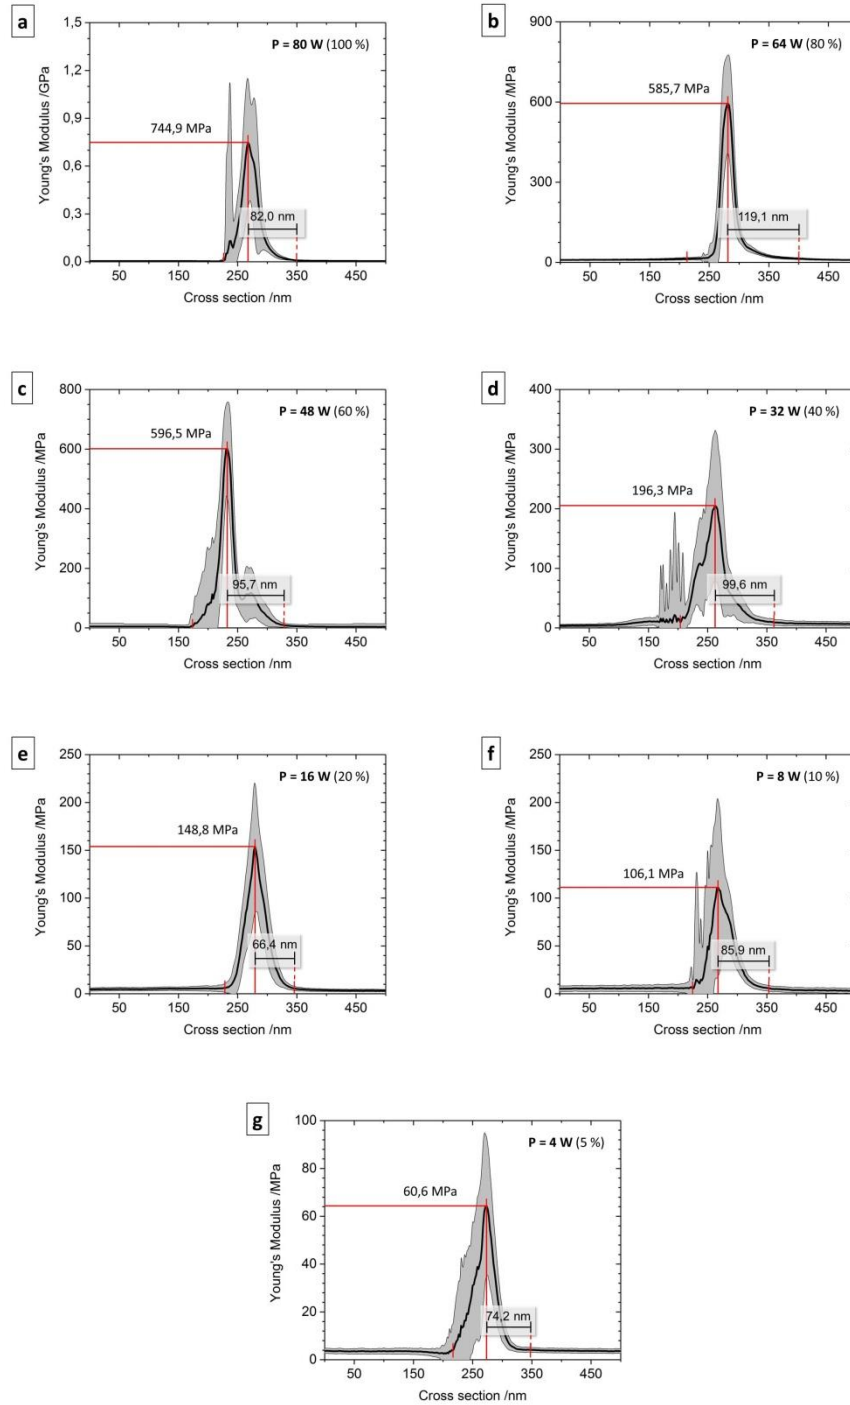 a
P = 80 W (100 %)
Young's Modulus /GPa
1,5
1,2
0,9
0,6
0,3
0,0
744,9 MPa
82,0 nm
50 150 250 350 450
Cross section /nm
b
P = 64 W (80 %)
Young's Modulus /MPa
900
600
300
0
585,7 MPa
119,1 nm
50 150 250 350 450
Cross section /nm
c
P = 48 W (60 %)
Young's Modulus /MPa
800
600
400
200
0
596,5 MPa
95,7 nm
50 150 250 350 450
Cross section /nm
d
P = 32 W (40 %)
Young's Modulus /MPa
400
300
200
100
0
196,3 MPa
99,6 nm
50 150 250 350 450
Cross section /nm
e
P = 16 W (20 %)
Young's Modulus /MPa
250
200
150
100
50
0
148,8 MPa
66,4 nm
50 150 250 350 450
Cross section /nm
f
P = 8 W (10 %)
Young's Modulus /MPa
250
200
150
100
50
0
106,1 MPa
85,9 nm
50 150 250 350 450
Cross section /nm
g
P = 4 W (5 %)
Young's Modulus /MPa
100
80
60
40
20
0
60,6 MPa
74,2 nm
50 150 250 350 450
Cross section /nm